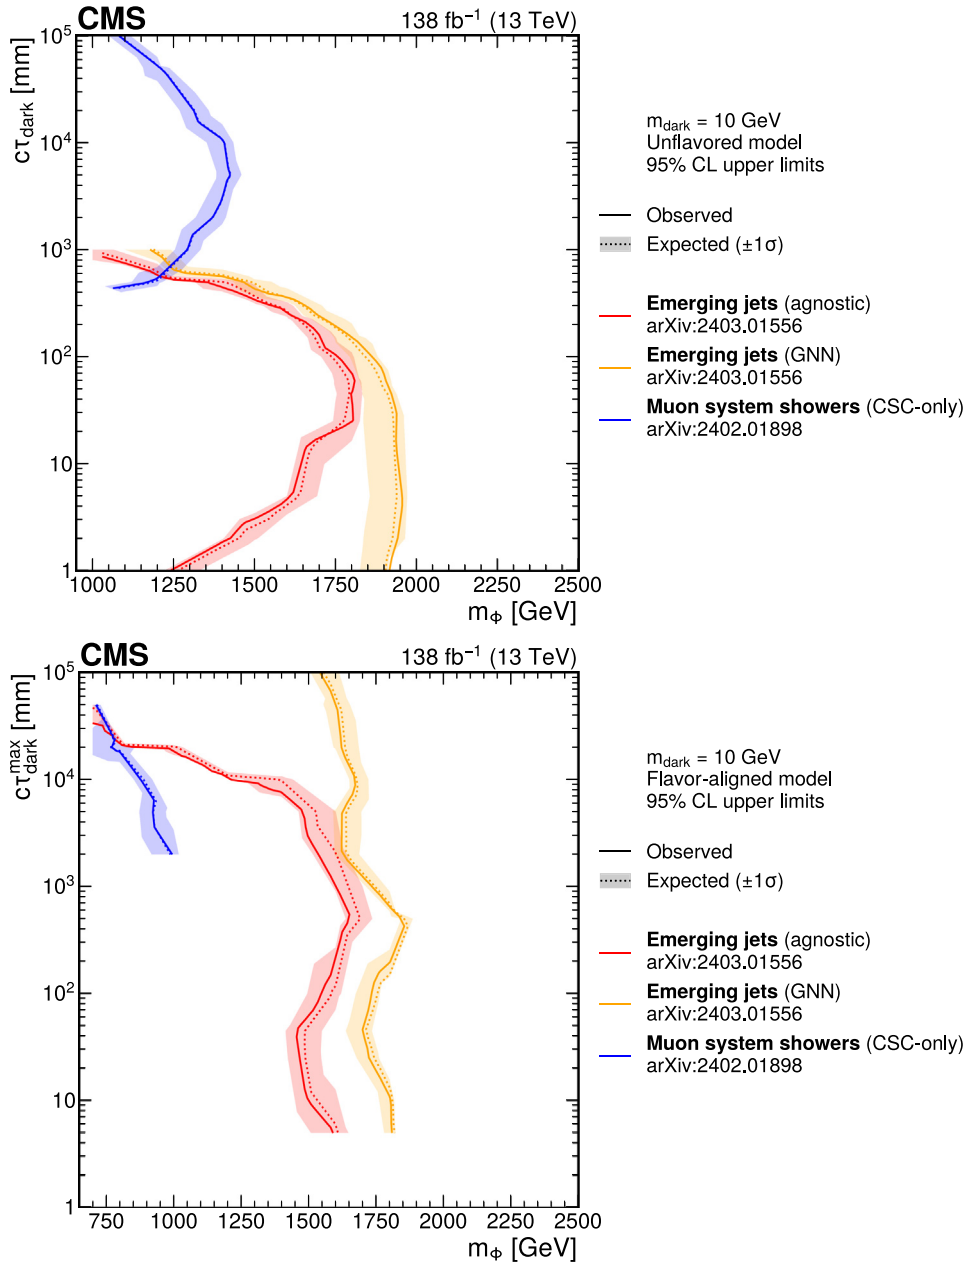 CMS 138 fb⁻¹ (13 TeV)
cτ_dark [mm]
10⁵
10⁴
10³
10²
10
1
1000 1250 1500 1750 2000 2250 2500
m_Φ [GeV]
m_dark = 10 GeV
Unflavored model
95% CL upper limits
Observed
Expected (±1σ)
Emerging jets (agnostic)
arXiv:2403.01556
Emerging jets (GNN)
arXiv:2403.01556
Muon system showers (CSC-only)
arXiv:2402.01898
CMS 138 fb⁻¹ (13 TeV)
cτ_dark^max [mm]
10⁵
10⁴
10³
10²
10
1
750 1000 1250 1500 1750 2000 2250 2500
m_Φ [GeV]
m_dark = 10 GeV
Flavor-aligned model
95% CL upper limits
Observed
Expected (±1σ)
Emerging jets (agnostic)
arXiv:2403.01556
Emerging jets (GNN)
arXiv:2403.01556
Muon system showers (CSC-only)
arXiv:2402.01898